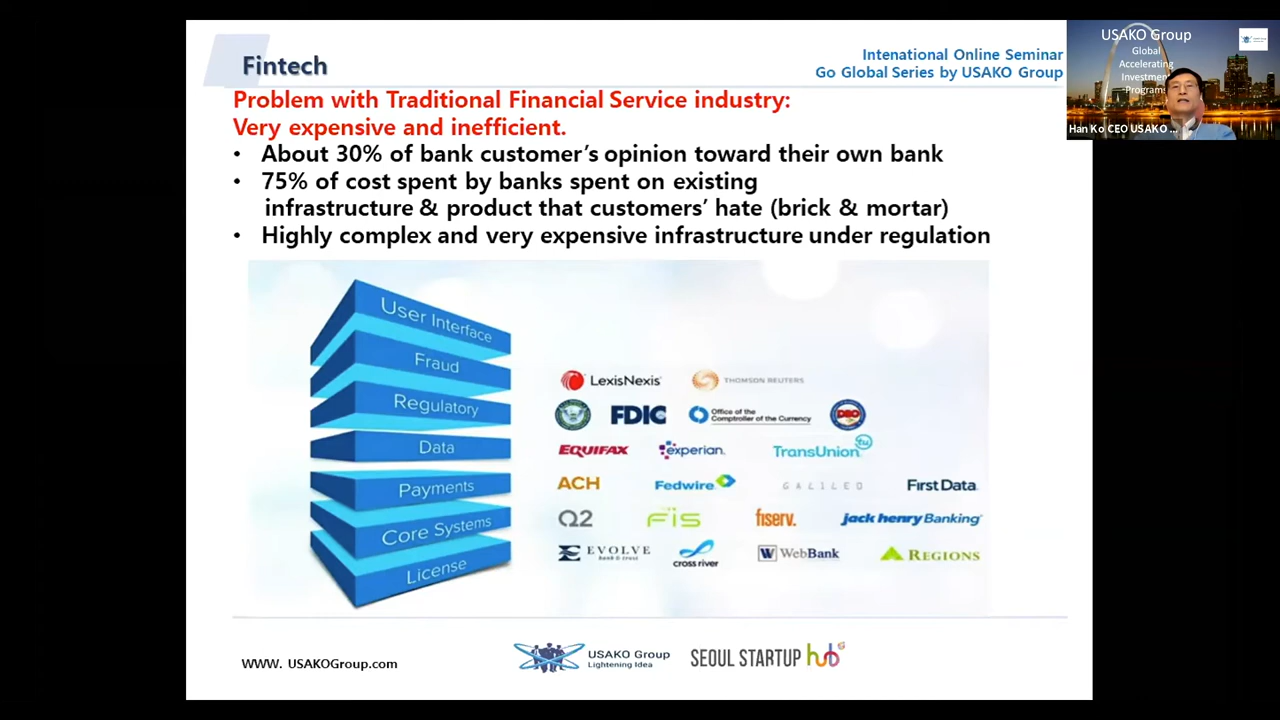 Fintech
Intenational Online Seminar
Go Global Series by USAKO Group
USAKO Group
Global
Accelerating
Investment
Programs
Han Ko CEO USAKO ...
Problem with Traditional Financial Service industry:
Very expensive and inefficient.
• About 30% of bank customer's opinion toward their own bank
• 75% of cost spent by banks spent on existing
infrastructure & product that customers' hate (brick & mortar)
• Highly complex and very expensive infrastructure under regulation
User Interface
Fraud
LexisNexis THOMSON REUTERS
Regulatory
FDIC Office of the Comptroller of the Currency DBO
Data
EQUIFAX experian. TransUnion tu
Payments
ACH Fedwire GALILEO First Data.
Core Systems
Q2 FIS fiserv. jack henry Banking
License
EVOLVE BANK & TRUST cross river WebBank REGIONS
WWW. USAKOGroup.com
USAKO Group
Lightening Idea
SEOUL STARTUP hub